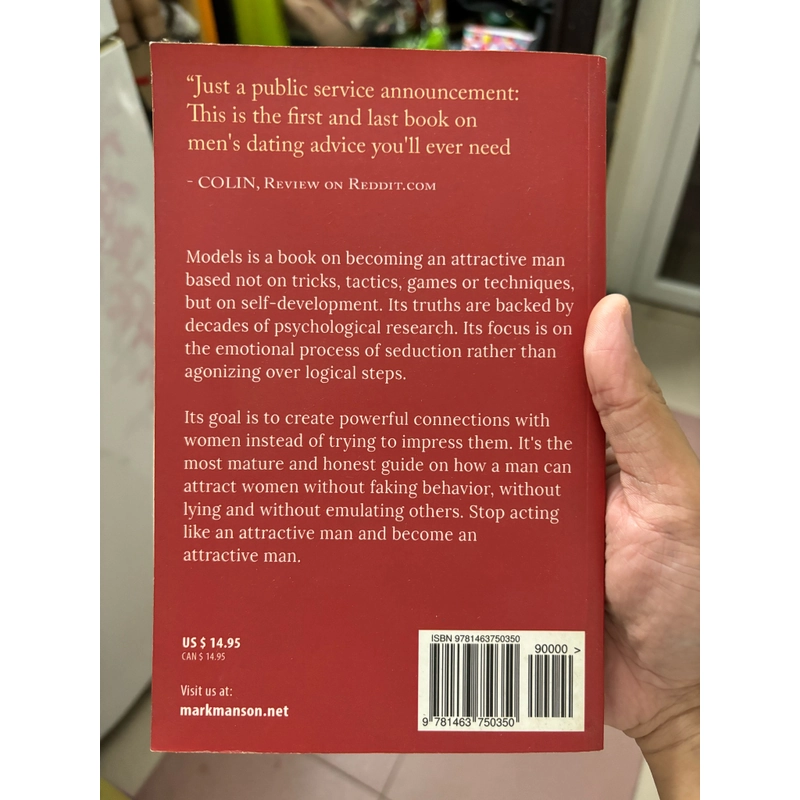 “Just a public service announcement:
This is the first and last book on
men's dating advice you'll ever need
- COLIN, REVIEW ON REDDIT.COM
Models is a book on becoming an attractive man
based not on tricks, tactics, games or techniques,
but on self-development. Its truths are backed by
decades of psychological research. Its focus is on
the emotional process of seduction rather than
agonizing over logical steps.
Its goal is to create powerful connections with
women instead of trying to impress them. It's the
most mature and honest guide on how a man can
attract women without faking behavior, without
lying and without emulating others. Stop acting
like an attractive man and become an
attractive man.
US $ 14.95
CAN $ 14.95
Visit us at:
markmanson.net
ISBN 9781463750350
90000 >
9 781463 750350